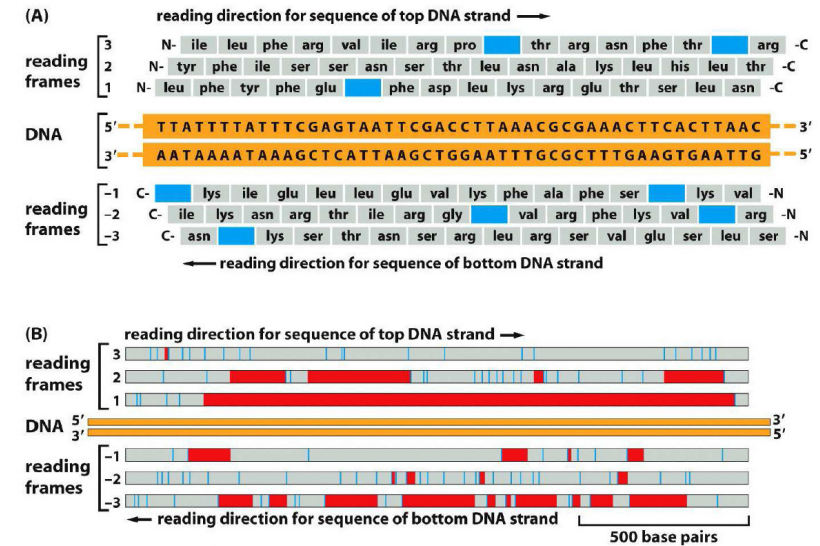 (A) reading direction for sequence of top DNA strand
reading frames
3 N- ile leu phe arg val ile arg pro thr arg asn phe thr arg -C
2 N- tyr phe ile ser ser asn ser thr leu asn ala lys leu his leu thr -C
1 N- leu phe tyr phe glu phe asp leu lys arg glu thr ser leu asn -C
DNA
5′ TTATTTTATTTCGAGTAATTCGACCTTAAACGCGAAACTTCACTTAAC 3′
3′ AATAAAATAAAGCTCATTAAGCTGGAATTTGCGCTTTGAAGTGAATTG 5′
reading frames
–1 C- lys ile glu leu leu glu val lys phe ala phe ser lys val -N
–2 C- ile lys asn arg thr ile arg gly val arg phe lys val arg -N
–3 C- asn lys ser thr asn ser arg leu arg ser val glu ser leu ser -N
reading direction for sequence of bottom DNA strand
(B) reading direction for sequence of top DNA strand
reading frames
3
2
1
DNA
5′ 3′
3′ 5′
reading frames
–1
–2
–3
reading direction for sequence of bottom DNA strand
500 base pairs